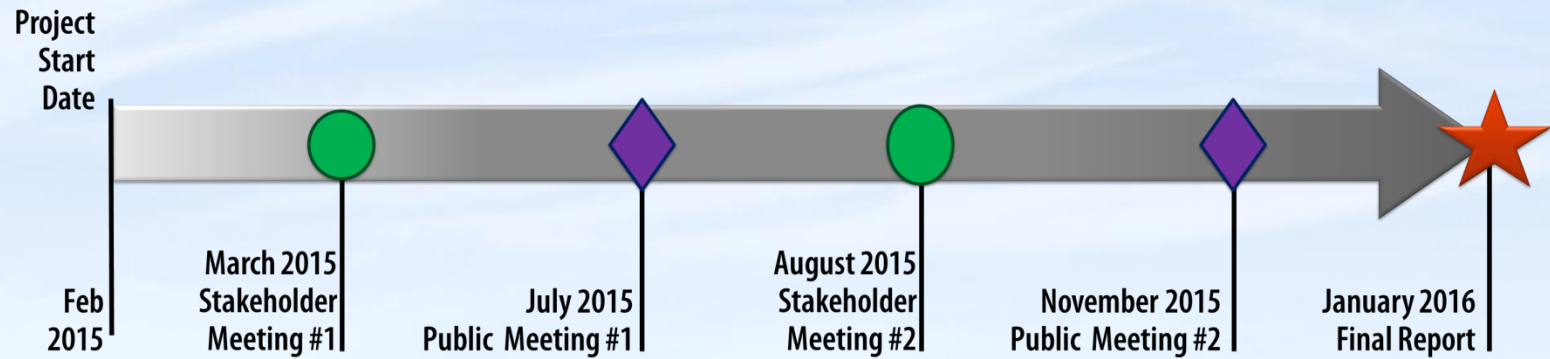 Project
Start
Date
Feb
2015
March 2015
Stakeholder
Meeting #1
July 2015
Public Meeting #1
August 2015
Stakeholder
Meeting #2
November 2015
Public Meeting #2
January 2016
Final Report